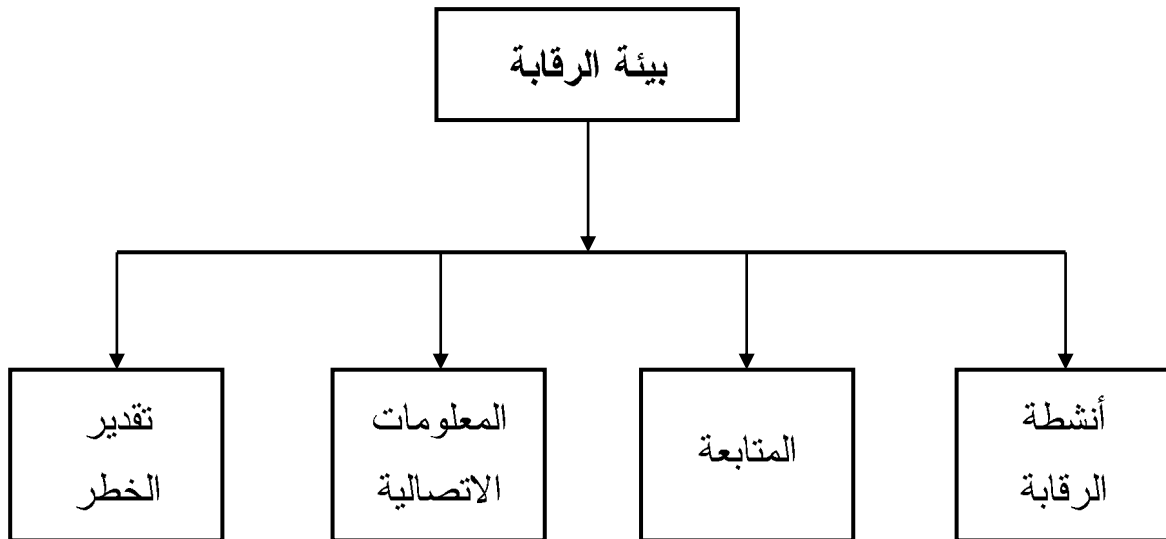 بيئة الرقابة
أنشطة
الرقابة
المتابعة
المعلومات
الاتصالية
تقدير
الخطر